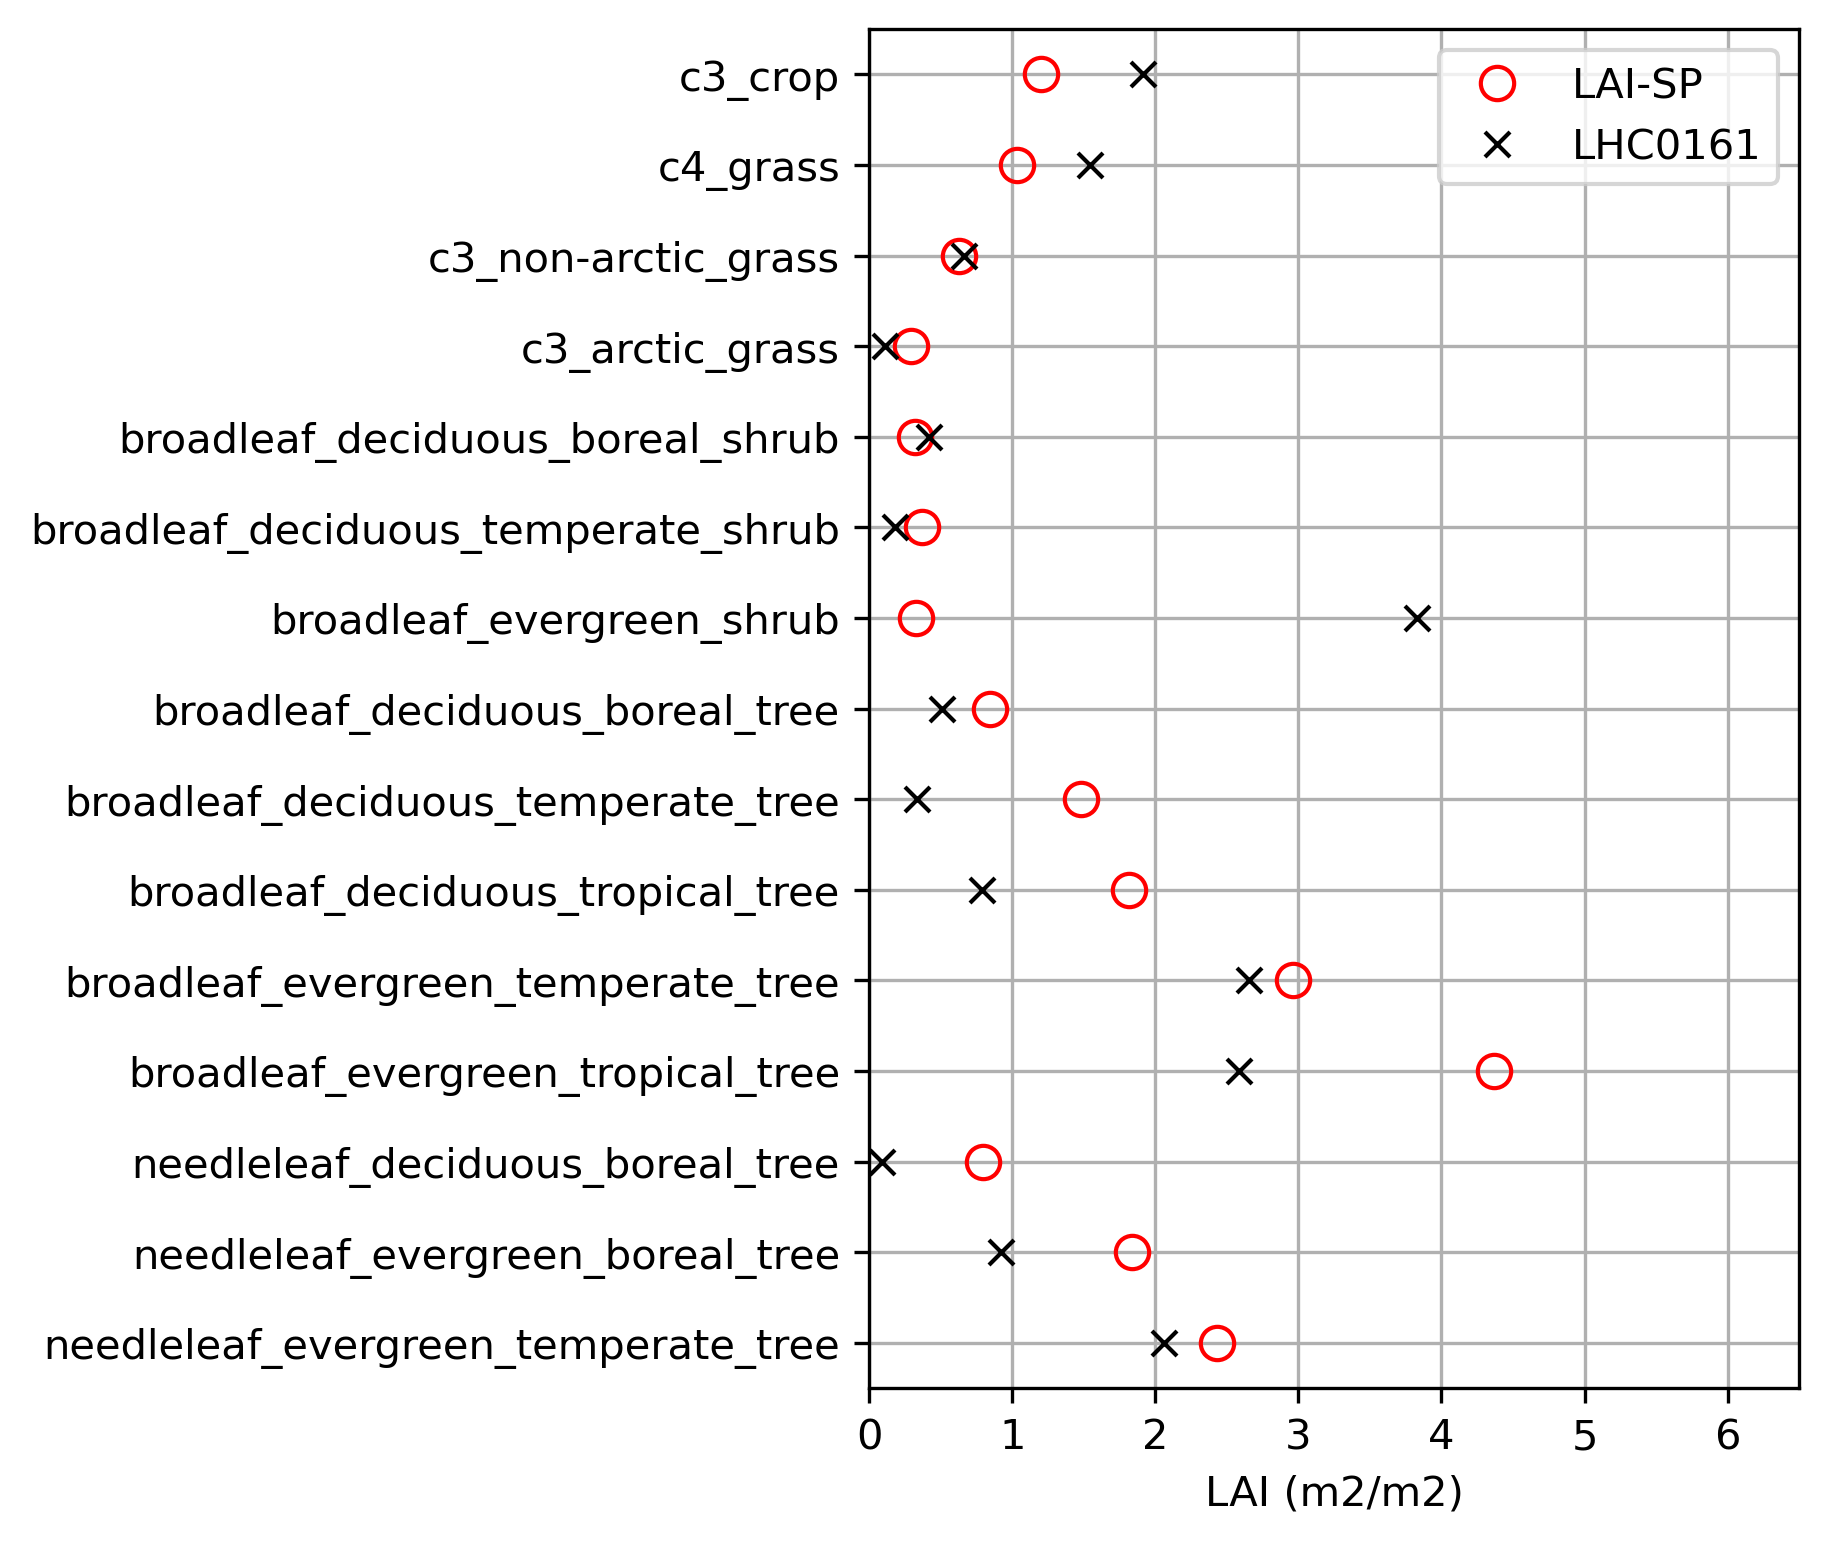 c3_crop
c4_grass
c3_non-arctic_grass
c3_arctic_grass
broadleaf_deciduous_boreal_shrub
broadleaf_deciduous_temperate_shrub
broadleaf_evergreen_shrub
broadleaf_deciduous_boreal_tree
broadleaf_deciduous_temperate_tree
broadleaf_deciduous_tropical_tree
broadleaf_evergreen_temperate_tree
broadleaf_evergreen_tropical_tree
needleleaf_deciduous_boreal_tree
needleleaf_evergreen_boreal_tree
needleleaf_evergreen_temperate_tree
LAI-SP
LHC0161
0 1 2 3 4 5 6
LAI (m2/m2)